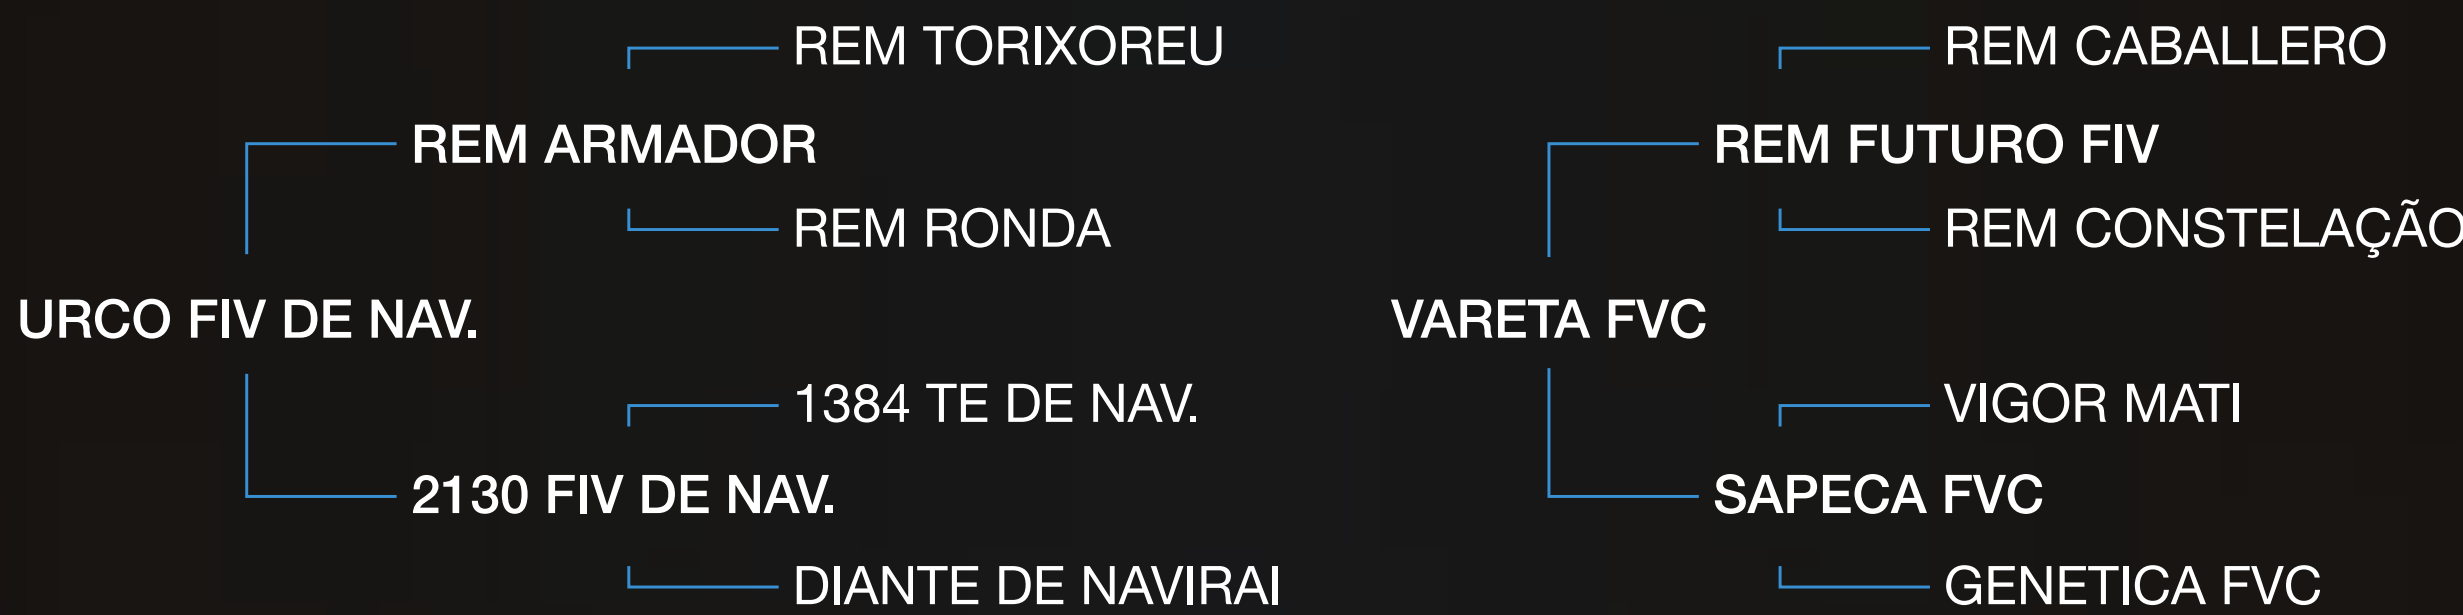 REM TORIXOREU
REM ARMADOR
REM RONDA
URCO FIV DE NAV.
1384 TE DE NAV.
2130 FIV DE NAV.
DIANTE DE NAVIRAI
REM CABALLERO
REM FUTURO FIV
REM CONSTELAÇÃO
VARETA FVC
VIGOR MATI
SAPECA FVC
GENETICA FVC